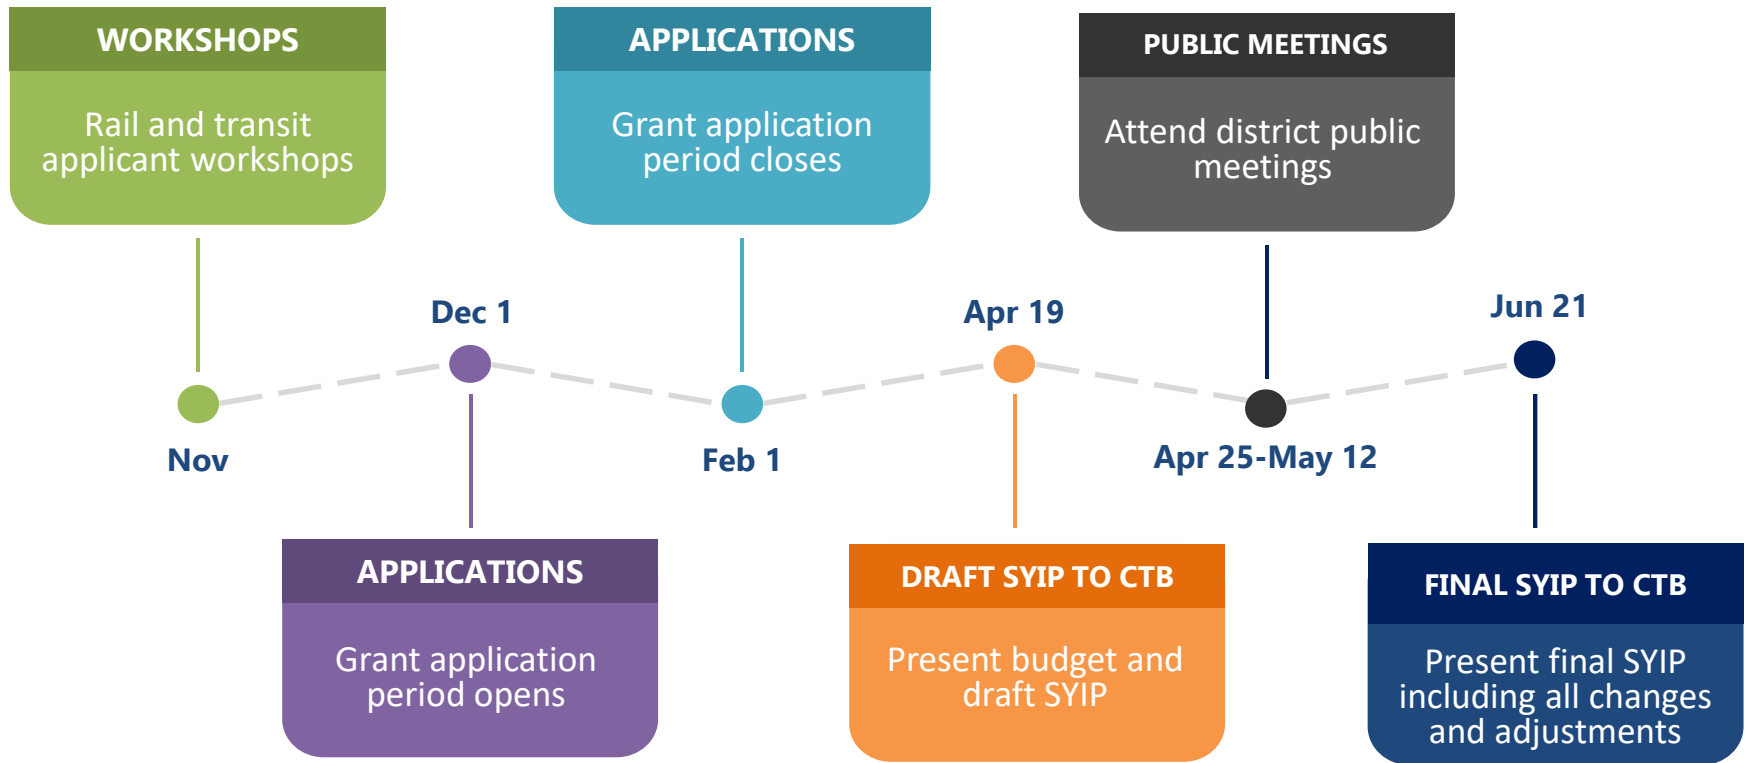 WORKSHOPS
Rail and transit
applicant workshops
Nov
Dec 1
APPLICATIONS
Grant application
period opens
APPLICATIONS
Grant application
period closes
Feb 1
Apr 19
DRAFT SYIP TO CTB
Present budget and
draft SYIP
PUBLIC MEETINGS
Attend district public
meetings
Apr 25-May 12
Jun 21
FINAL SYIP TO CTB
Present final SYIP
including all changes
and adjustments